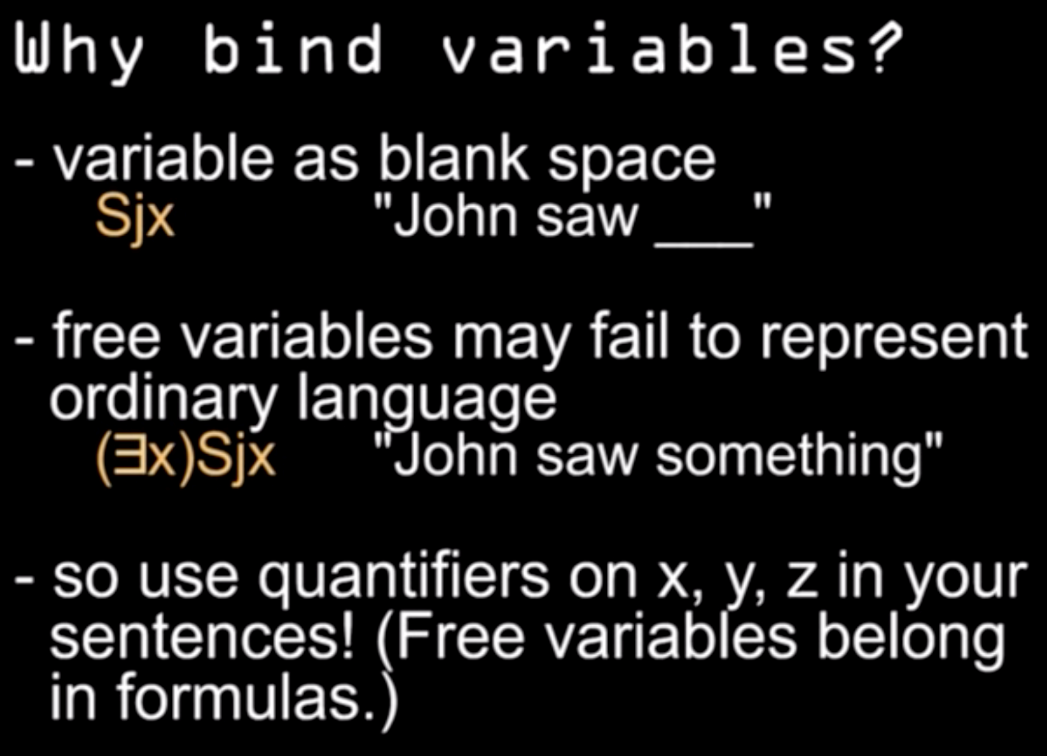 Why bind variables?
- variable as blank space
Sjx "John saw ___"
- free variables may fail to represent
ordinary language
(∃x)Sjx "John saw something"
- so use quantifiers on x, y, z in your
sentences! (Free variables belong
in formulas.)